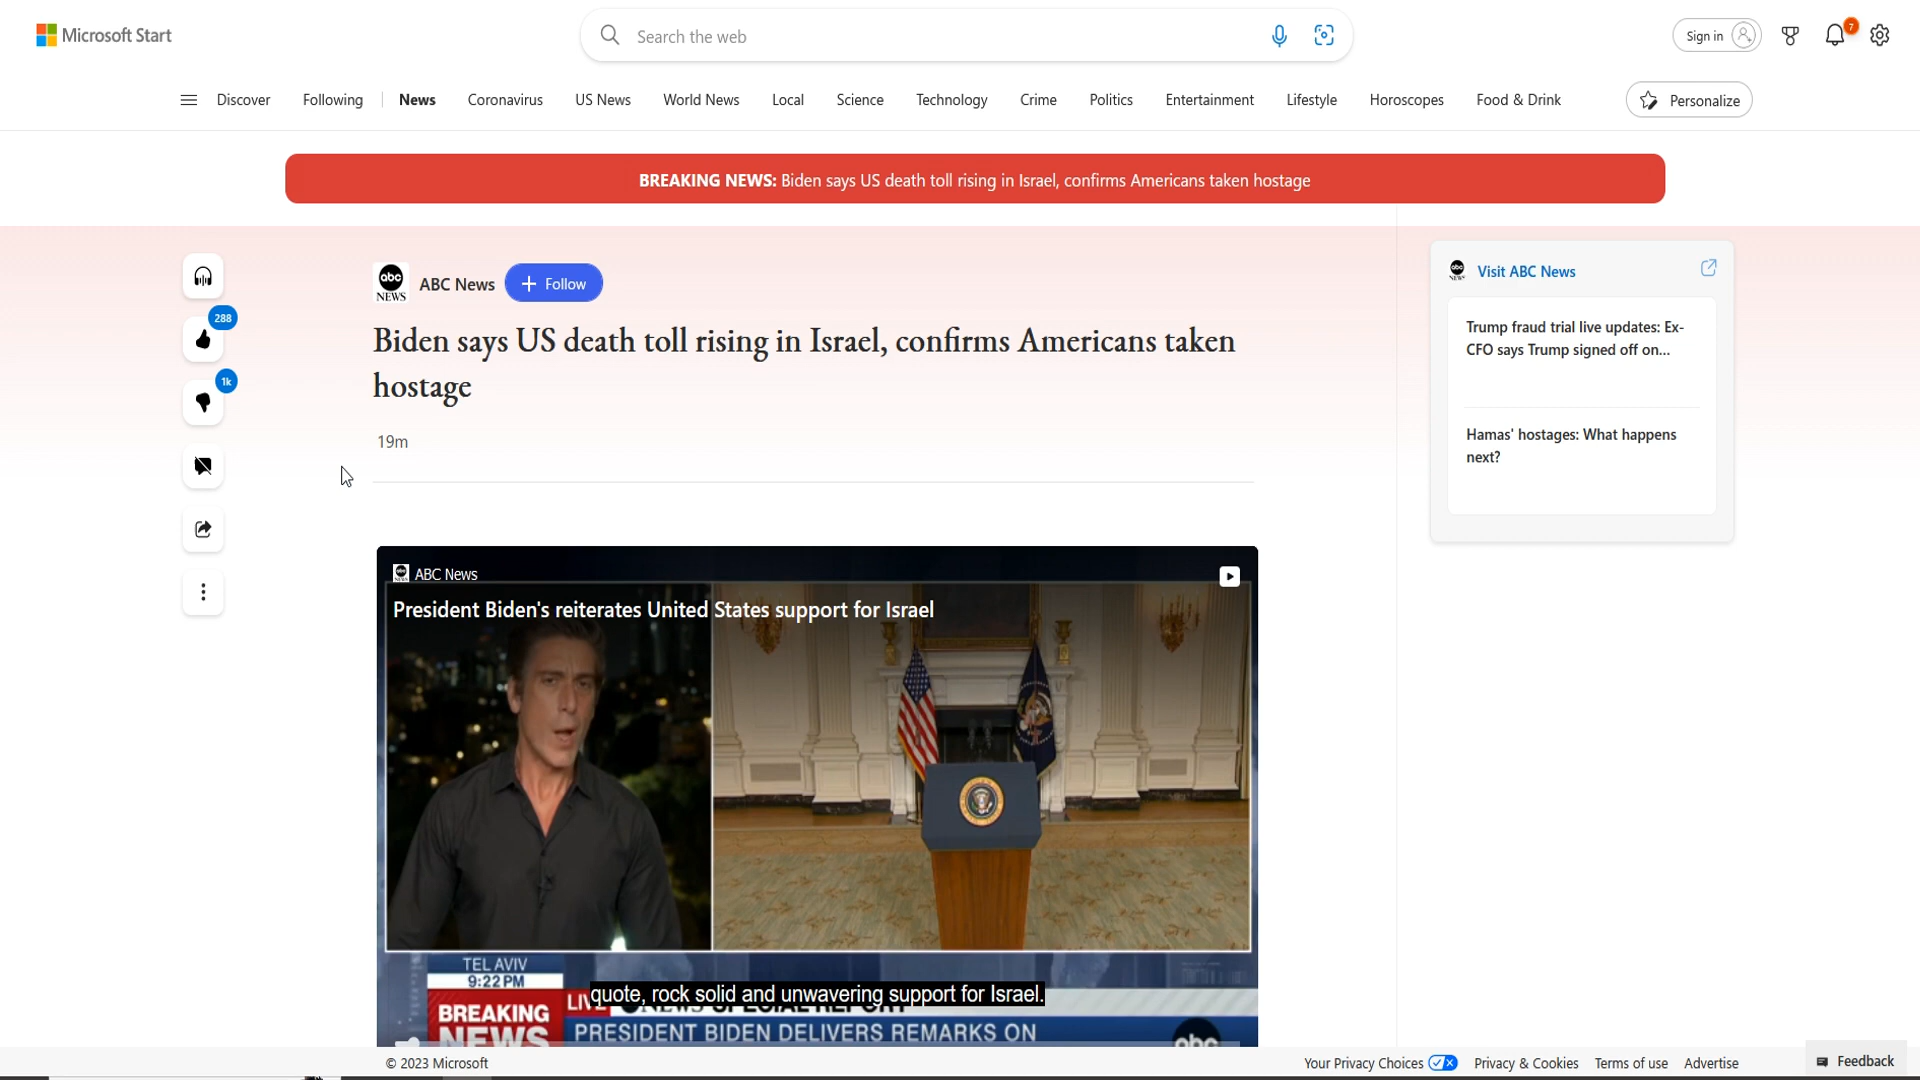 Microsoft Start
Search the web
Sign in
7
Discover
Following
News
Coronavirus
US News
World News
Local
Science
Technology
Crime
Politics
Entertainment
Lifestyle
Horoscopes
Food & Drink
Personalize
BREAKING NEWS: Biden says US death toll rising in Israel, confirms Americans taken hostage
abc
NEWS
ABC News
Follow
288
1k
Biden says US death toll rising in Israel, confirms Americans taken
hostage
19m
Visit ABC News
Trump fraud trial live updates: Ex-
CFO says Trump signed off on...
Hamas' hostages: What happens
next?
ABC News
President Biden's reiterates United States support for Israel
TEL AVIV
9:22 PM
quote, rock solid and unwavering support for Israel.
BREAKING
NEWS
PRESIDENT BIDEN DELIVERS REMARKS ON
abc
© 2023 Microsoft
Your Privacy Choices
Privacy & Cookies
Terms of use
Advertise
Feedback